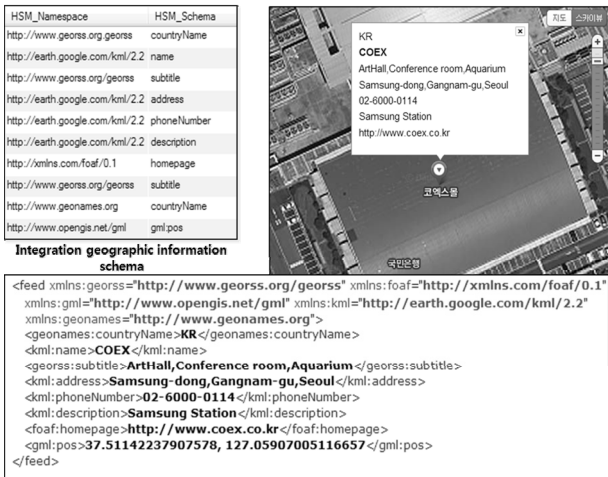 HSM_Namespace HSM_Schema
http://www.georss.org.georss countryName
http://earth.google.com/kml/2.2 name
http://www.georss.org/georss subtitle
http://earth.google.com/kml/2.2 address
http://earth.google.com/kml/2.2 phoneNumber
http://earth.google.com/kml/2.2 description
http://xmlns.com/foaf/0.1 homepage
http://www.georss.org/georss subtitle
http://www.geonames.org countryName
http://www.opengis.net/gml gml:pos
Integration geographic information
schema
지도 스카이뷰
KR
COEX
ArtHall,Conference room,Aquarium
Samsung-dong,Gangnam-gu,Seoul
02-6000-0114
Samsung Station
http://www.coex.co.kr
코엑스몰
국민은행
<feed xmlns:georss="http://www.georss.org/georss" xmlns:foaf="http://xmlns.com/foaf/0.1"
xmlns:gml="http://www.opengis.net/gml" xmlns:kml="http://earth.google.com/kml/2.2"
xmlns:geonames="http://www.geonames.org">
<geonames:countryName>KR</geonames:countryName>
<kml:name>COEX</kml:name>
<georss:subtitle>ArtHall,Conference room,Aquarium</georss:subtitle>
<kml:address>Samsung-dong,Gangnam-gu,Seoul</kml:address>
<kml:phoneNumber>02-6000-0114</kml:phoneNumber>
<kml:description>Samsung Station</kml:description>
<foaf:homepage>http://www.coex.co.kr</foaf:homepage>
<gml:pos>37.51142237907578, 127.05907005116657</gml:pos>
</feed>